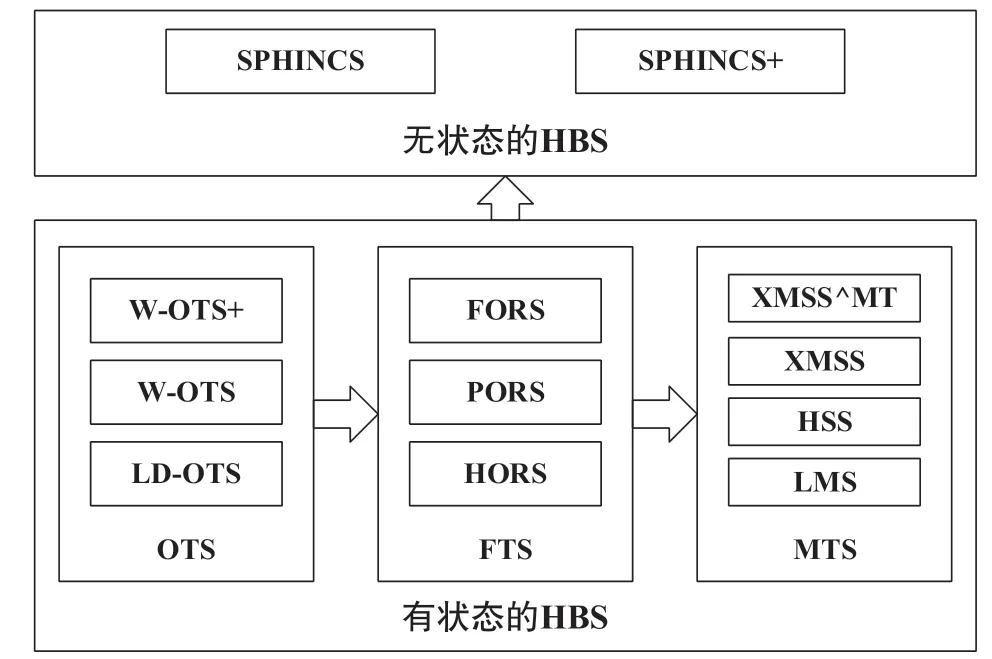 SPHINCS
SPHINCS+
无状态的HBS
W-OTS+
W-OTS
LD-OTS
OTS
FORS
PORS
HORS
FTS
XMSS^MT
XMSS
HSS
LMS
MTS
有状态的HBS